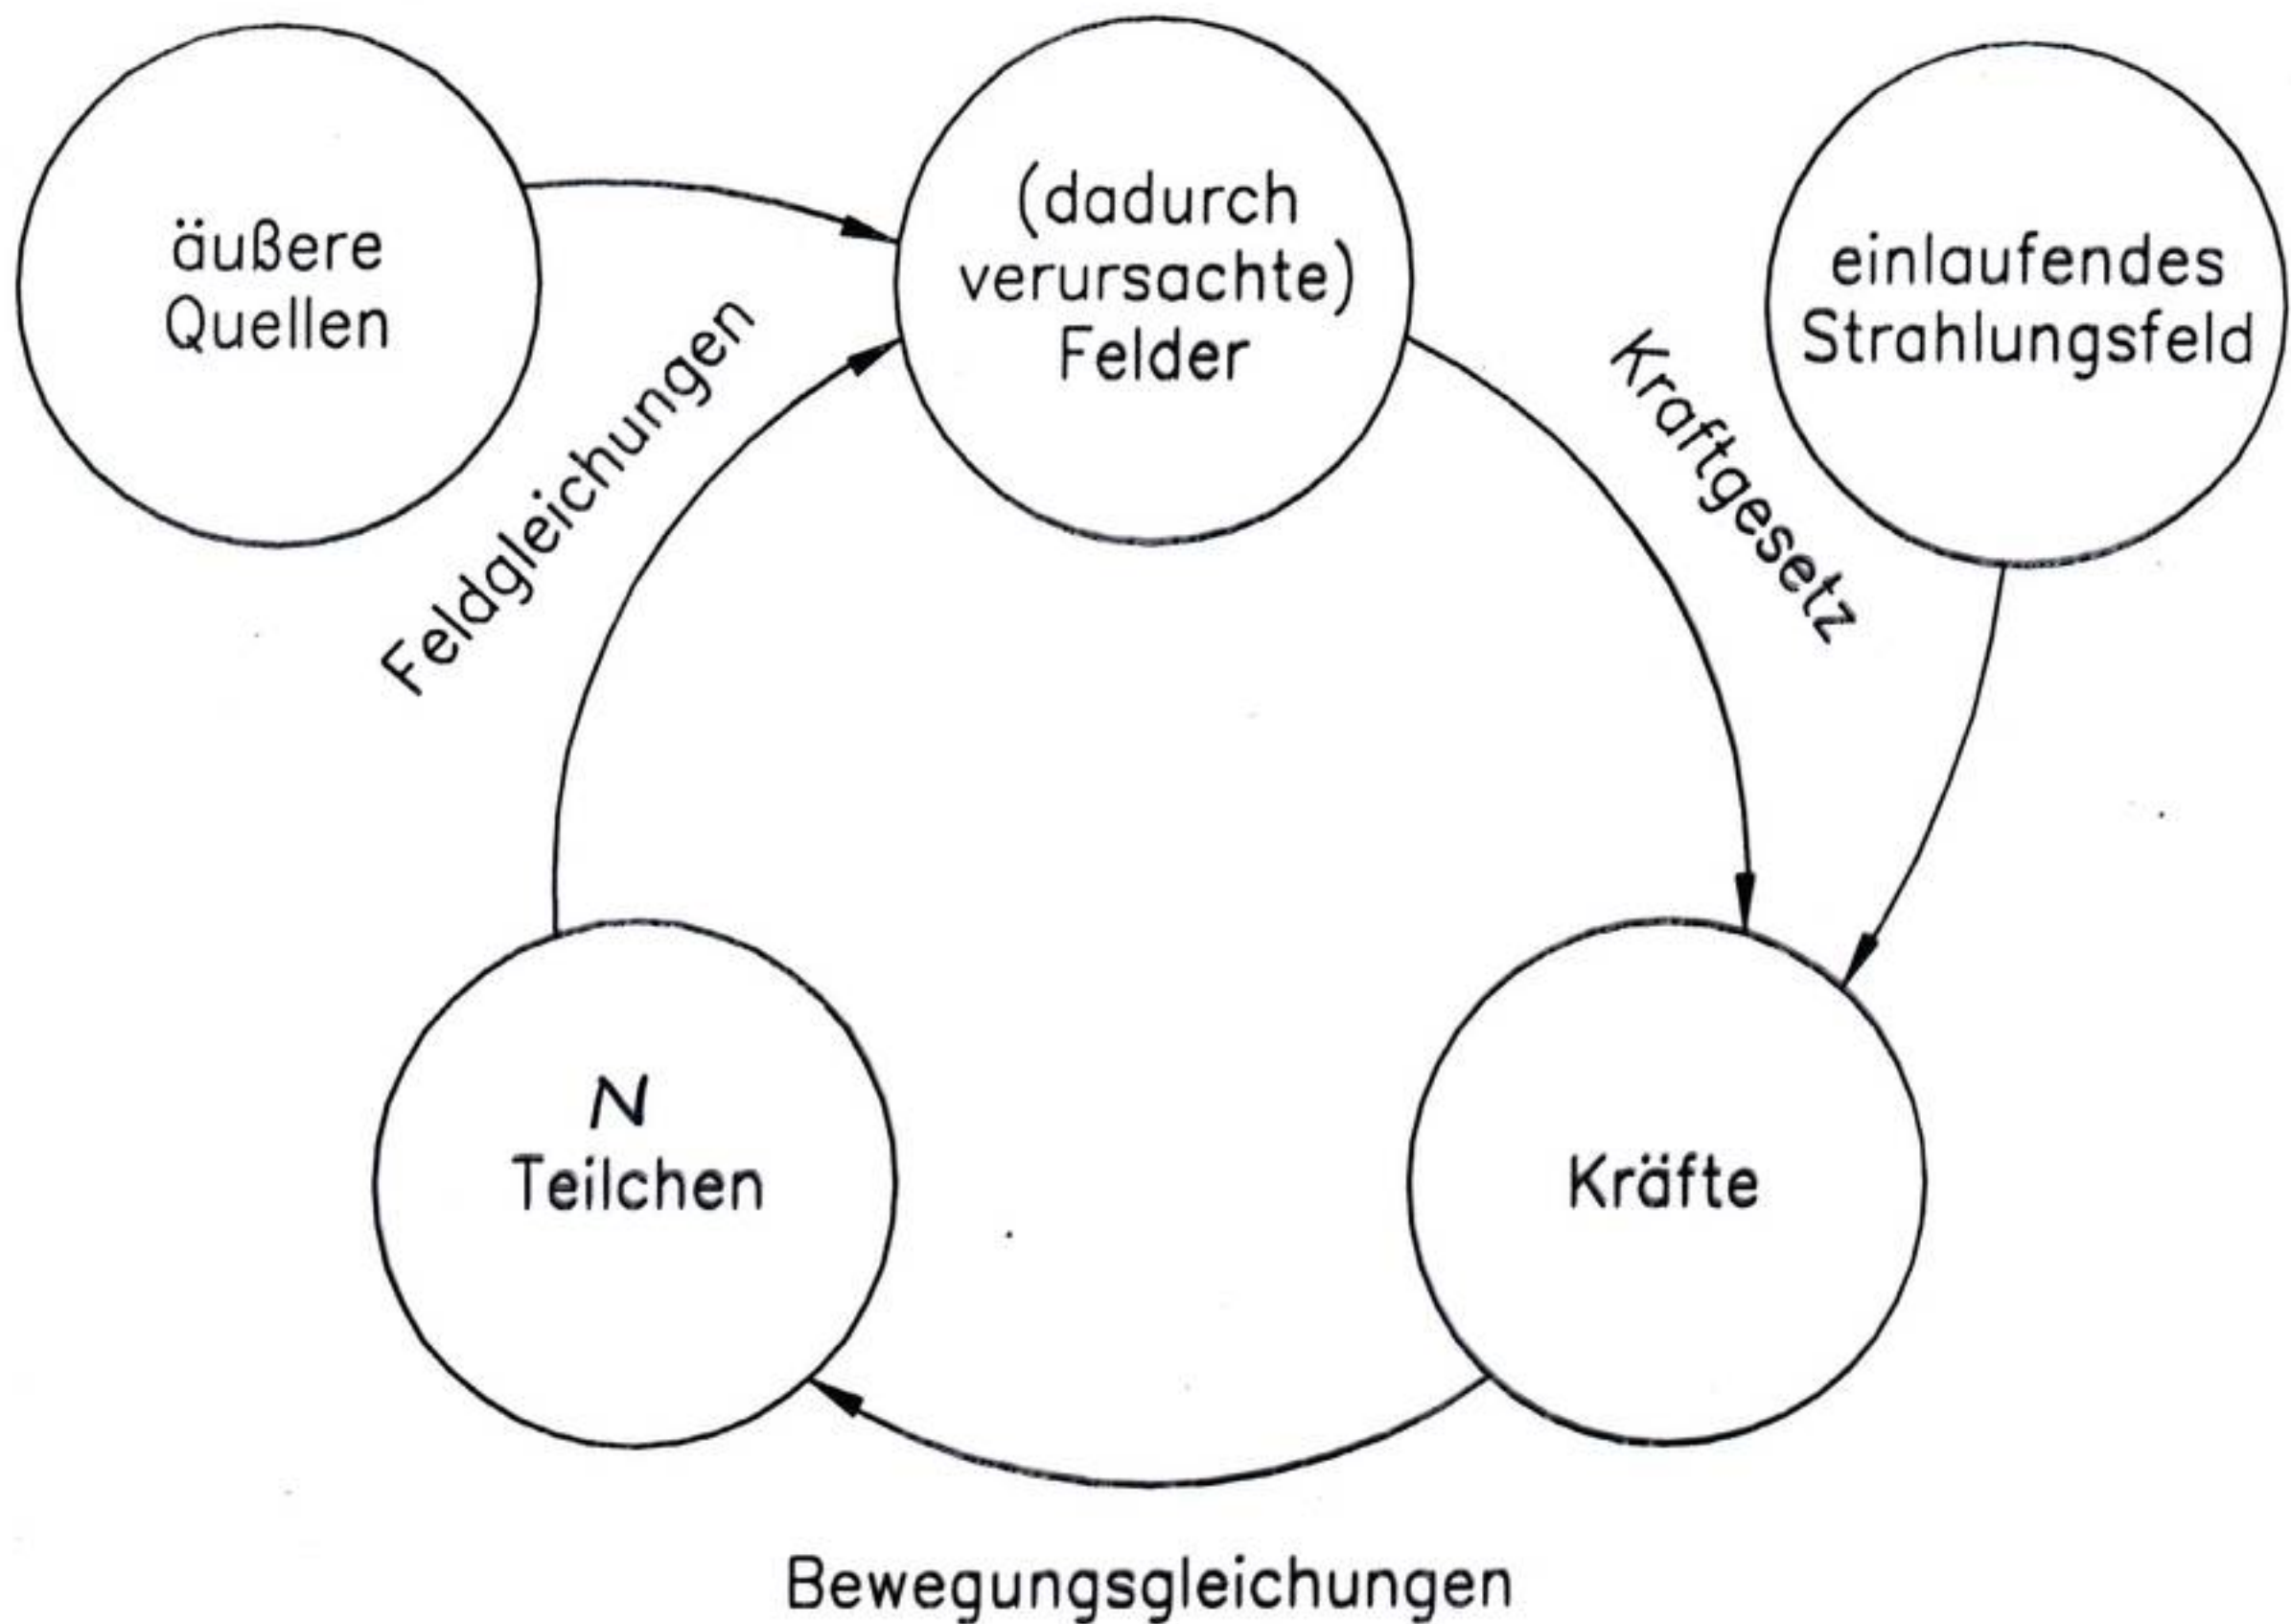 äußere
Quellen
(dadurch
verursachte)
Felder
einlaufendes
Strahlungsfeld
Feldgleichungen
Kraftgesetz
N
Teilchen
Kräfte
Bewegungsgleichungen